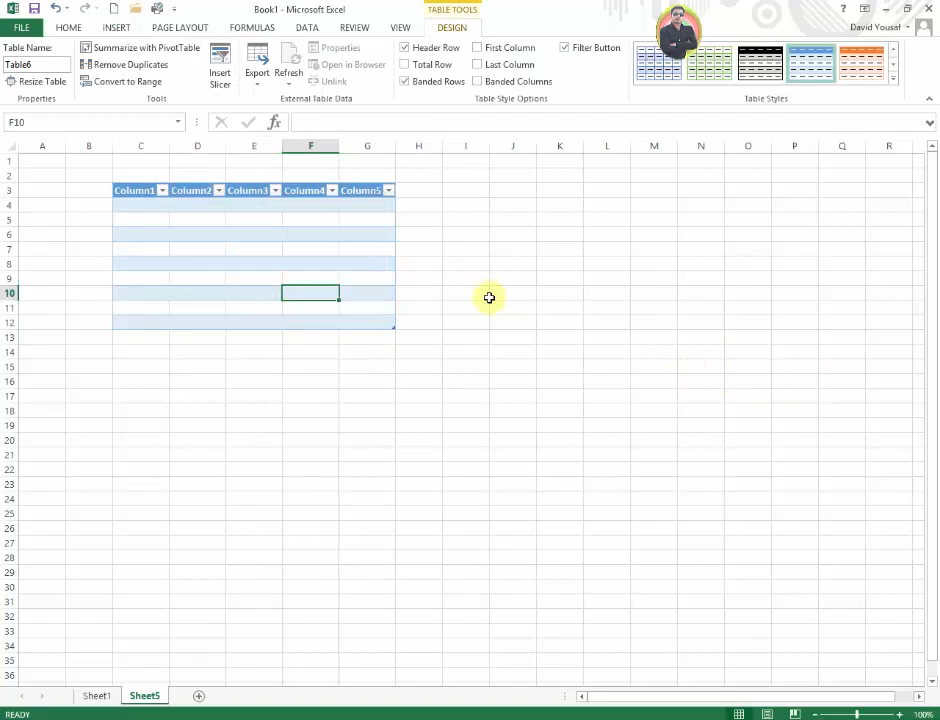 Book1 - Microsoft Excel
TABLE TOOLS
?
FILE
HOME
INSERT
PAGE LAYOUT
FORMULAS
DATA
REVIEW
VIEW
DESIGN
David Yousaf
Table Name:
Table6
Resize Table
Properties
Summarize with PivotTable
Remove Duplicates
Convert to Range
Tools
Insert
Slicer
Export
Refresh
Properties
Open in Browser
Unlink
External Table Data
Header Row
First Column
Filter Button
Total Row
Last Column
Banded Rows
Banded Columns
Table Style Options
Table Styles
F10
fx
A B C D E F G H I J K L M N O P Q R
1
2
3 Column1 Column2 Column3 Column4 Column5
4
5
6
7
8
9
10
11
12
13
14
15
16
17
18
19
20
21
22
23
24
25
26
27
28
29
30
31
32
33
34
35
36
Sheet1
Sheet5
READY
100%